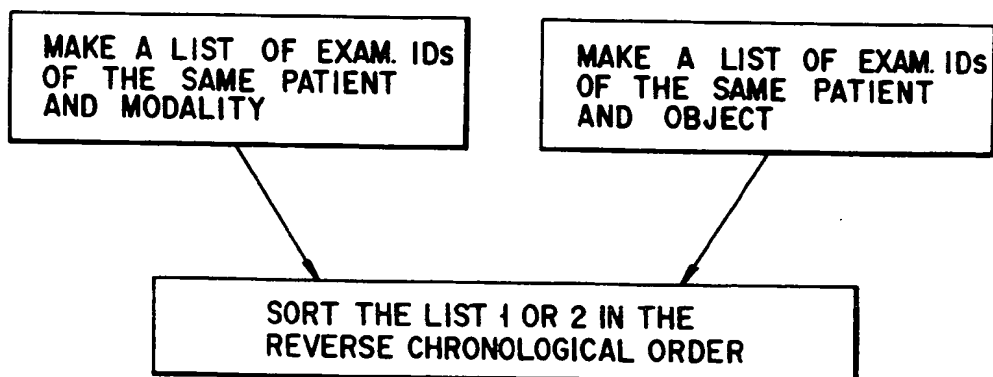 MAKE A LIST OF EXAM. IDs
OF THE SAME PATIENT
AND MODALITY
MAKE A LIST OF EXAM. IDs
OF THE SAME PATIENT
AND OBJECT
SORT THE LIST 1 OR 2 IN THE
REVERSE CHRONOLOGICAL ORDER